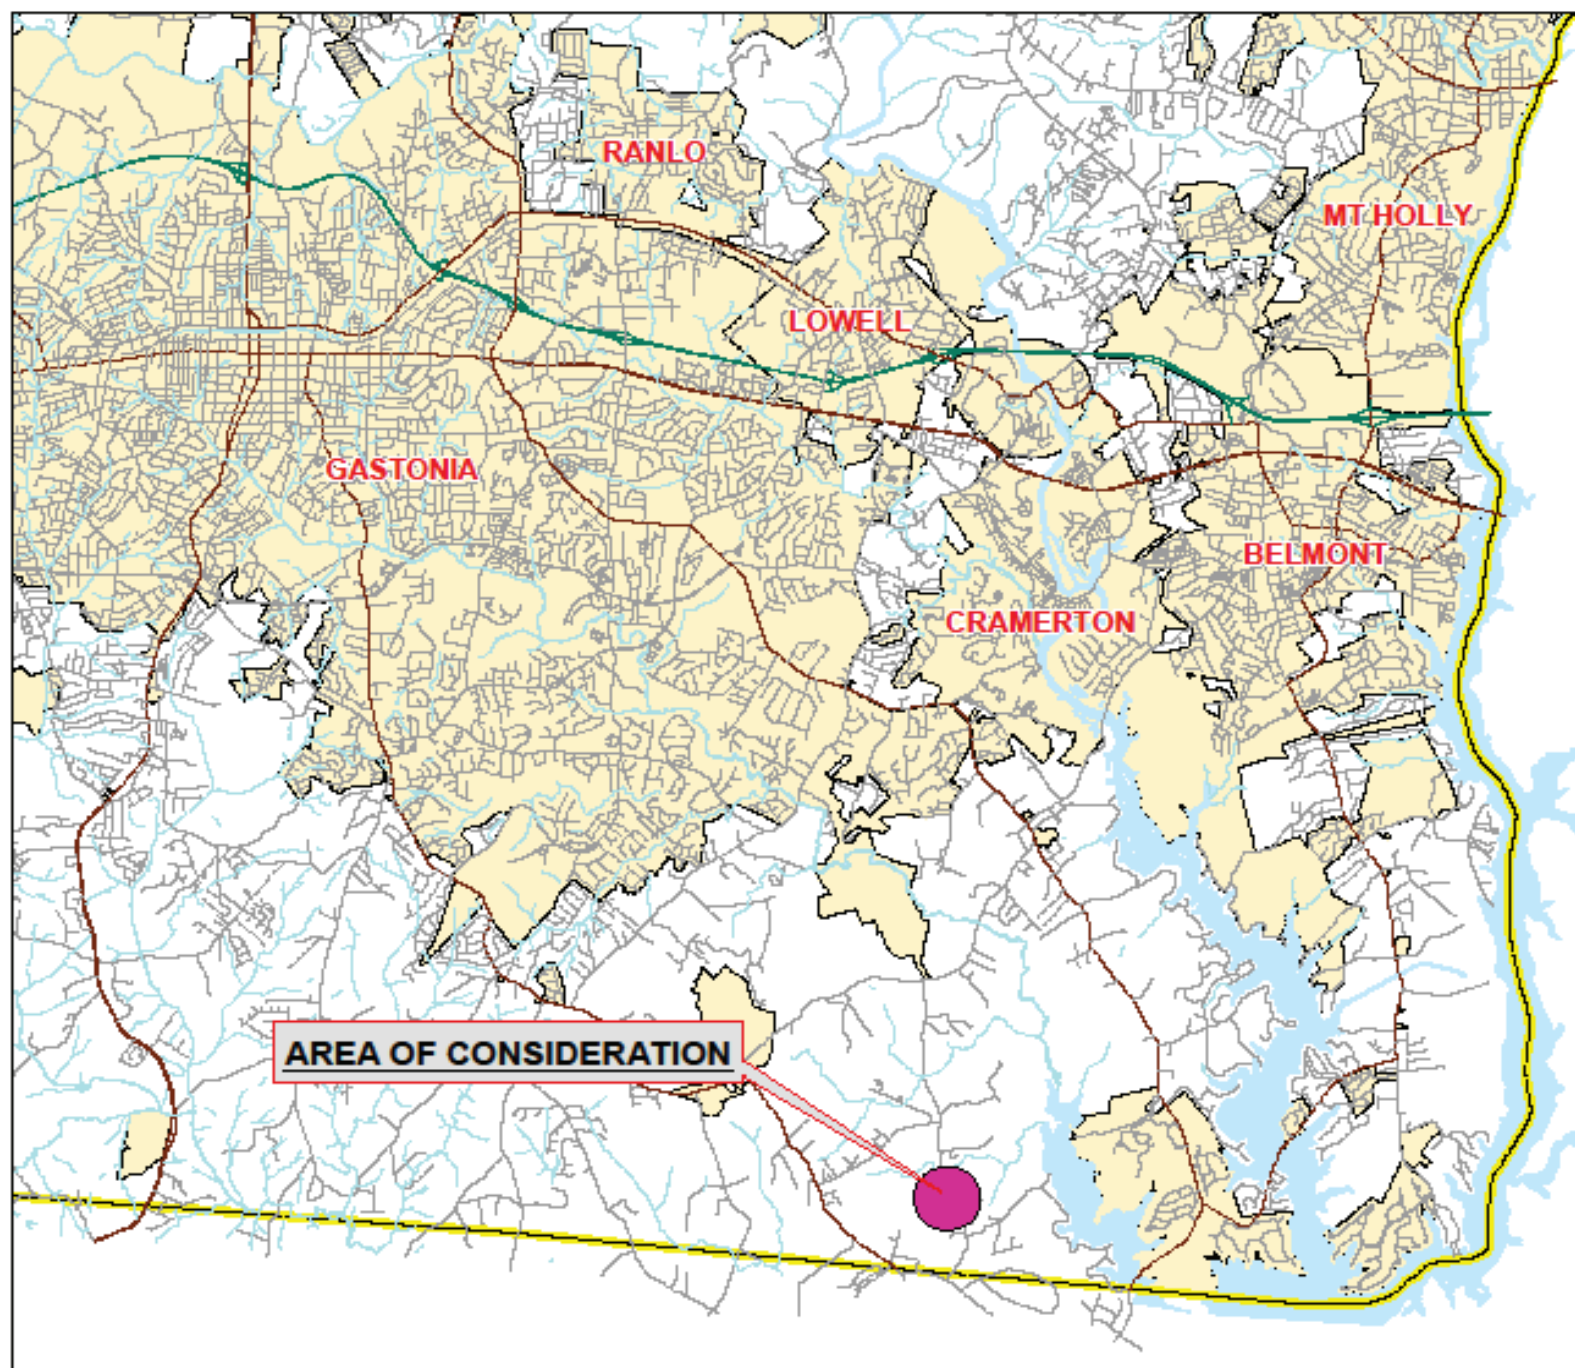 RANLO
MT HOLLY
LOWELL
GASTONIA
BELMONT
CRAMERTON
AREA OF CONSIDERATION